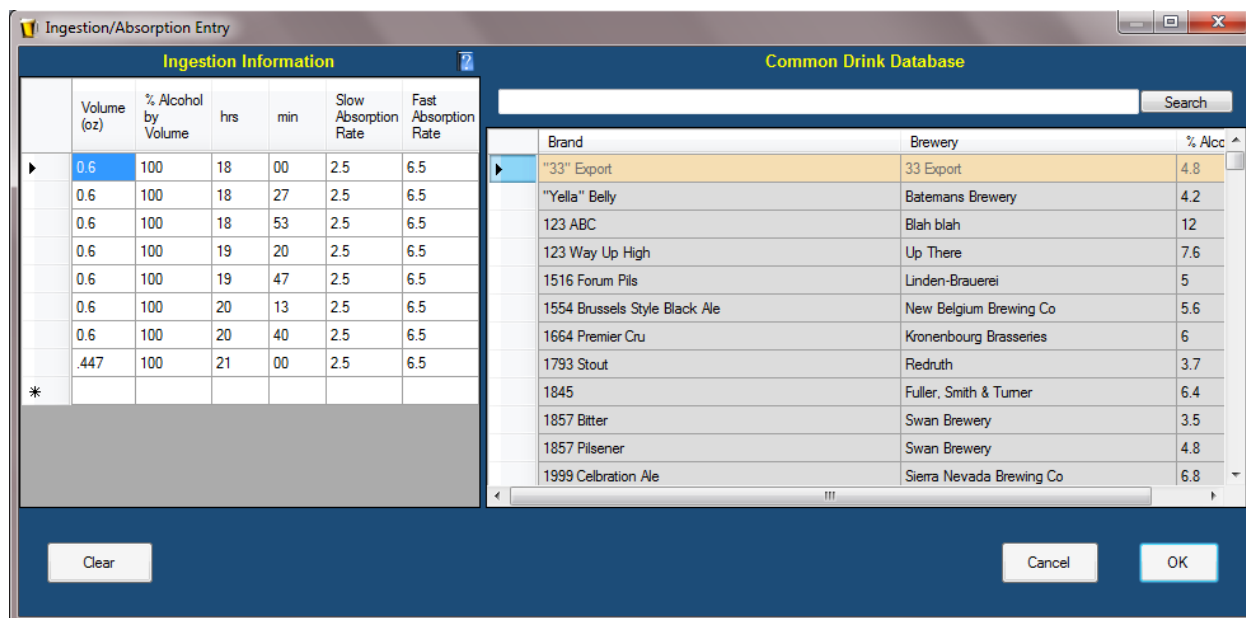 Ingestion/Absorption Entry
Ingestion Information
Common Drink Database
Volume (oz) % Alcohol by Volume hrs min Slow Absorption Rate Fast Absorption Rate
0.6 100 18 00 2.5 6.5
0.6 100 18 27 2.5 6.5
0.6 100 18 53 2.5 6.5
0.6 100 19 20 2.5 6.5
0.6 100 19 47 2.5 6.5
0.6 100 20 13 2.5 6.5
0.6 100 20 40 2.5 6.5
.447 100 21 00 2.5 6.5
Search
Brand Brewery % Alcc
"33" Export 33 Export 4.8
"Yella" Belly Batemans Brewery 4.2
123 ABC Blah blah 12
123 Way Up High Up There 7.6
1516 Forum Pils Linden-Brauerei 5
1554 Brussels Style Black Ale New Belgium Brewing Co 5.6
1664 Premier Cru Kronenbourg Brasseries 6
1793 Stout Redruth 3.7
1845 Fuller, Smith & Turner 6.4
1857 Bitter Swan Brewery 3.5
1857 Pilsener Swan Brewery 4.8
1999 Celbration Ale Sierra Nevada Brewing Co 6.8
Clear
Cancel
OK